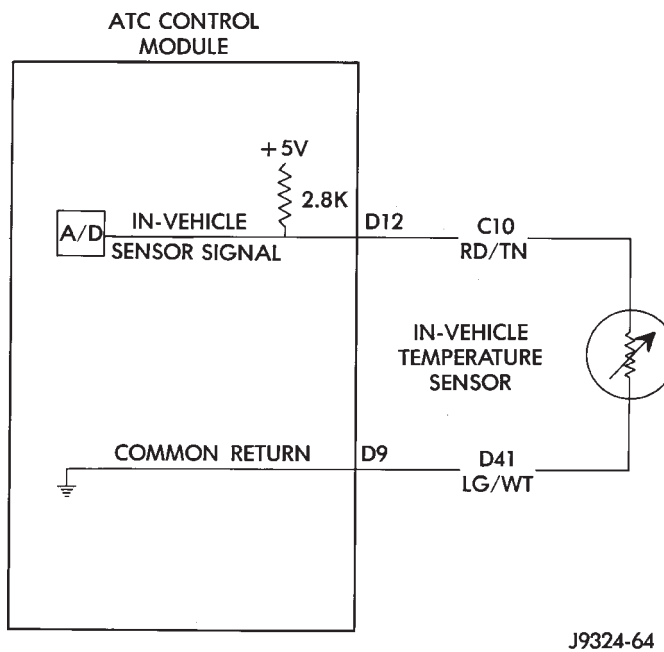 ATC CONTROL
MODULE
+5V
2.8K
A/D
IN-VEHICLE
SENSOR SIGNAL
D12
C10
RD/TN
IN-VEHICLE
TEMPERATURE
SENSOR
COMMON RETURN
D9
D41
LG/WT
J9324-64